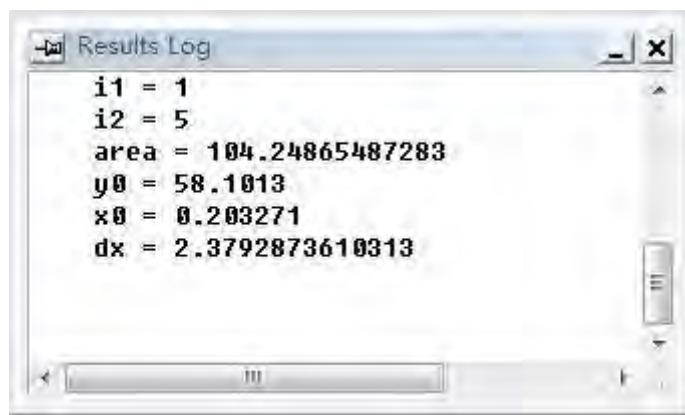 Results Log
i1 = 1
i2 = 5
area = 104.24865487283
y0 = 58.1013
x0 = 0.203271
dx = 2.3792873610313